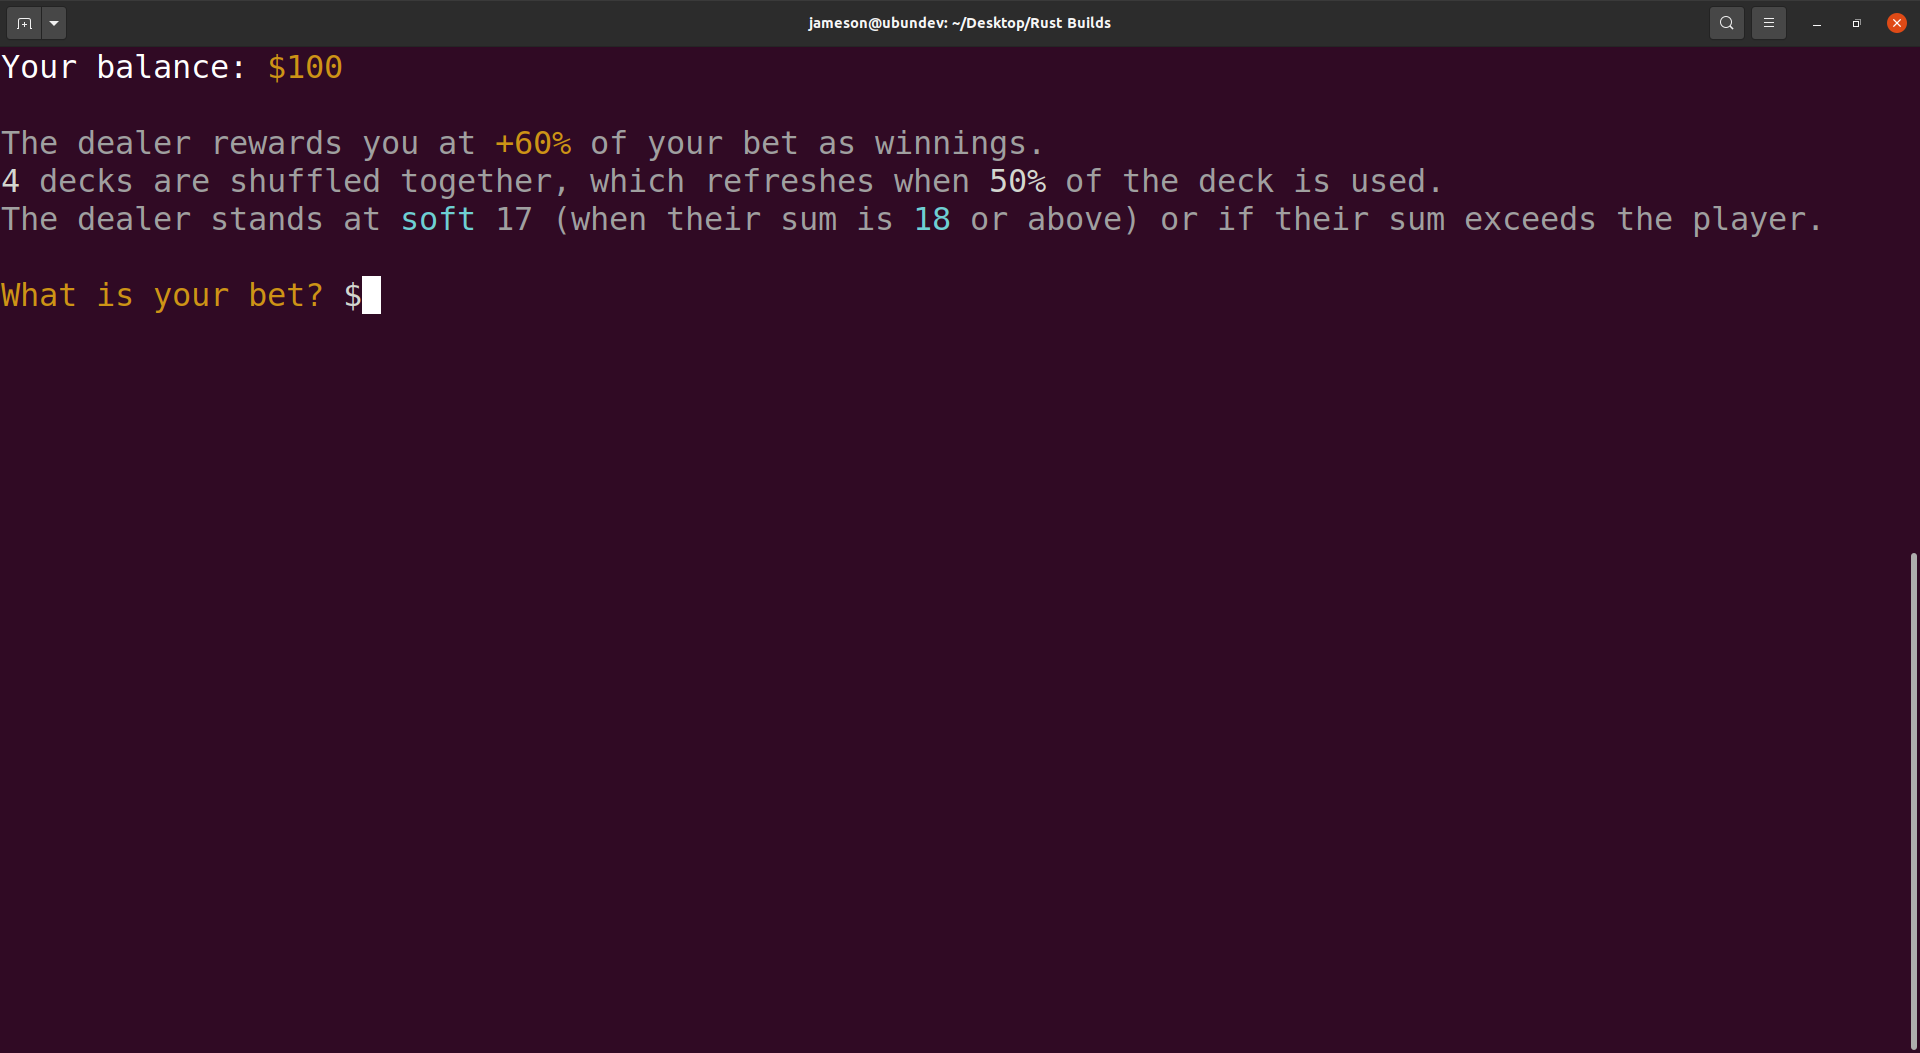 jameson@ubundev: ~/Desktop/Rust Builds
Your balance: $100
The dealer rewards you at +60% of your bet as winnings.
4 decks are shuffled together, which refreshes when 50% of the deck is used.
The dealer stands at soft 17 (when their sum is 18 or above) or if their sum exceeds the player.
What is your bet? $